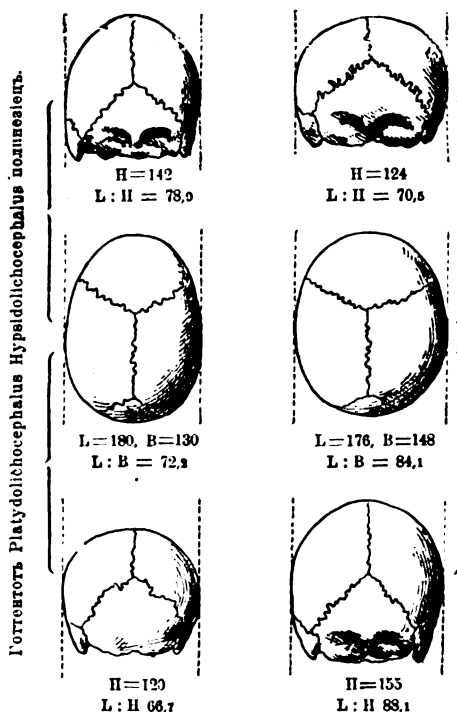 Готтентотъ Platydolichocephalus Hypsidolichocephalus полинезіецъ.
H=142
L : H = 78,9
H=124
L : H = 70,5
L=180, B=130
L : B = 72,2
L=176, B=148
L : B = 84,1
H=120
L : H 66,7
H=155
L : H 88,1